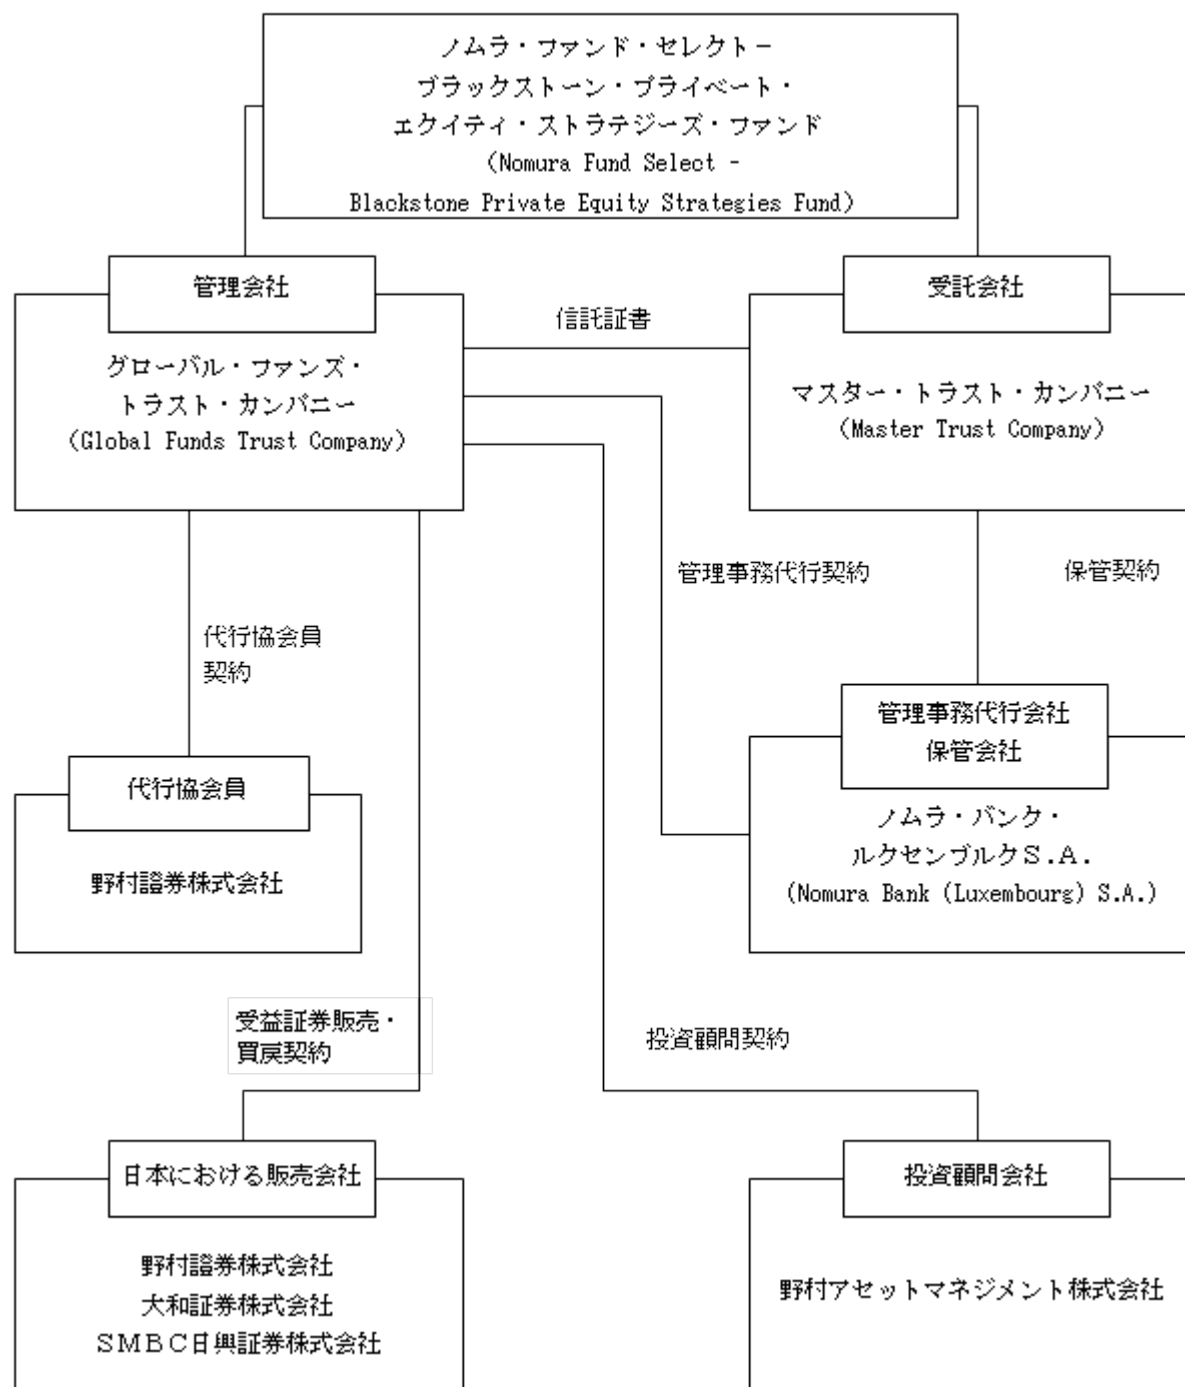 ノムラ・ファンド・セレクト－
ブラックストーン・プライベート・
エクイティ・ストラテジーズ・ファンド
(Nomura Fund Select -
Blackstone Private Equity Strategies Fund)
管理会社
受託会社
信託証書
グローバル・ファンズ・
トラスト・カンパニー
(Global Funds Trust Company)
マスター・トラスト・カンパニー
(Master Trust Company)
管理事務代行契約
保管契約
代行協会員
契約
管理事務代行会社
保管会社
代行協会員
ノムラ・バンク・
ルクセンブルクＳ.Ａ.
(Nomura Bank (Luxembourg) S.A.)
野村證券株式会社
受益証券販売・
買戻契約
投資顧問契約
日本における販売会社
投資顧問会社
野村證券株式会社
大和証券株式会社
ＳＭＢＣ日興証券株式会社
野村アセットマネジメント株式会社